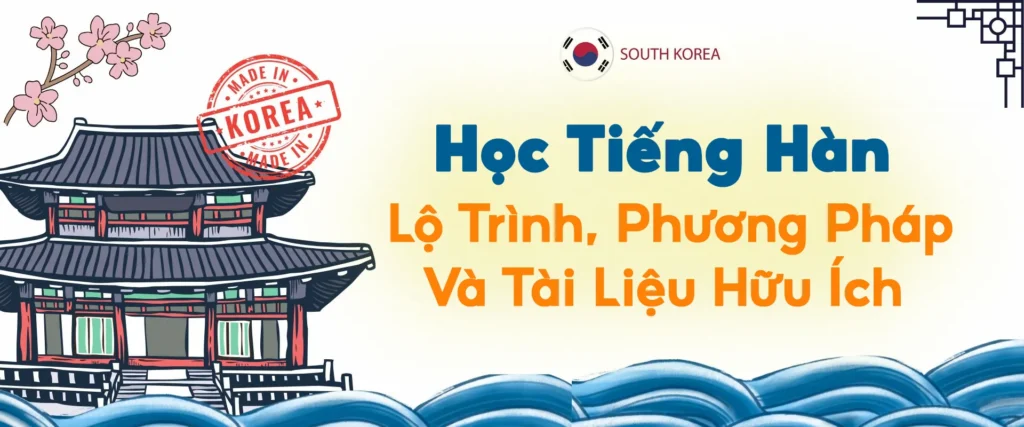 MADE IN
KOREA
MADE IN
SOUTH KOREA
Học Tiếng Hàn
Lộ Trình, Phương Pháp
Và Tài Liệu Hữu Ích